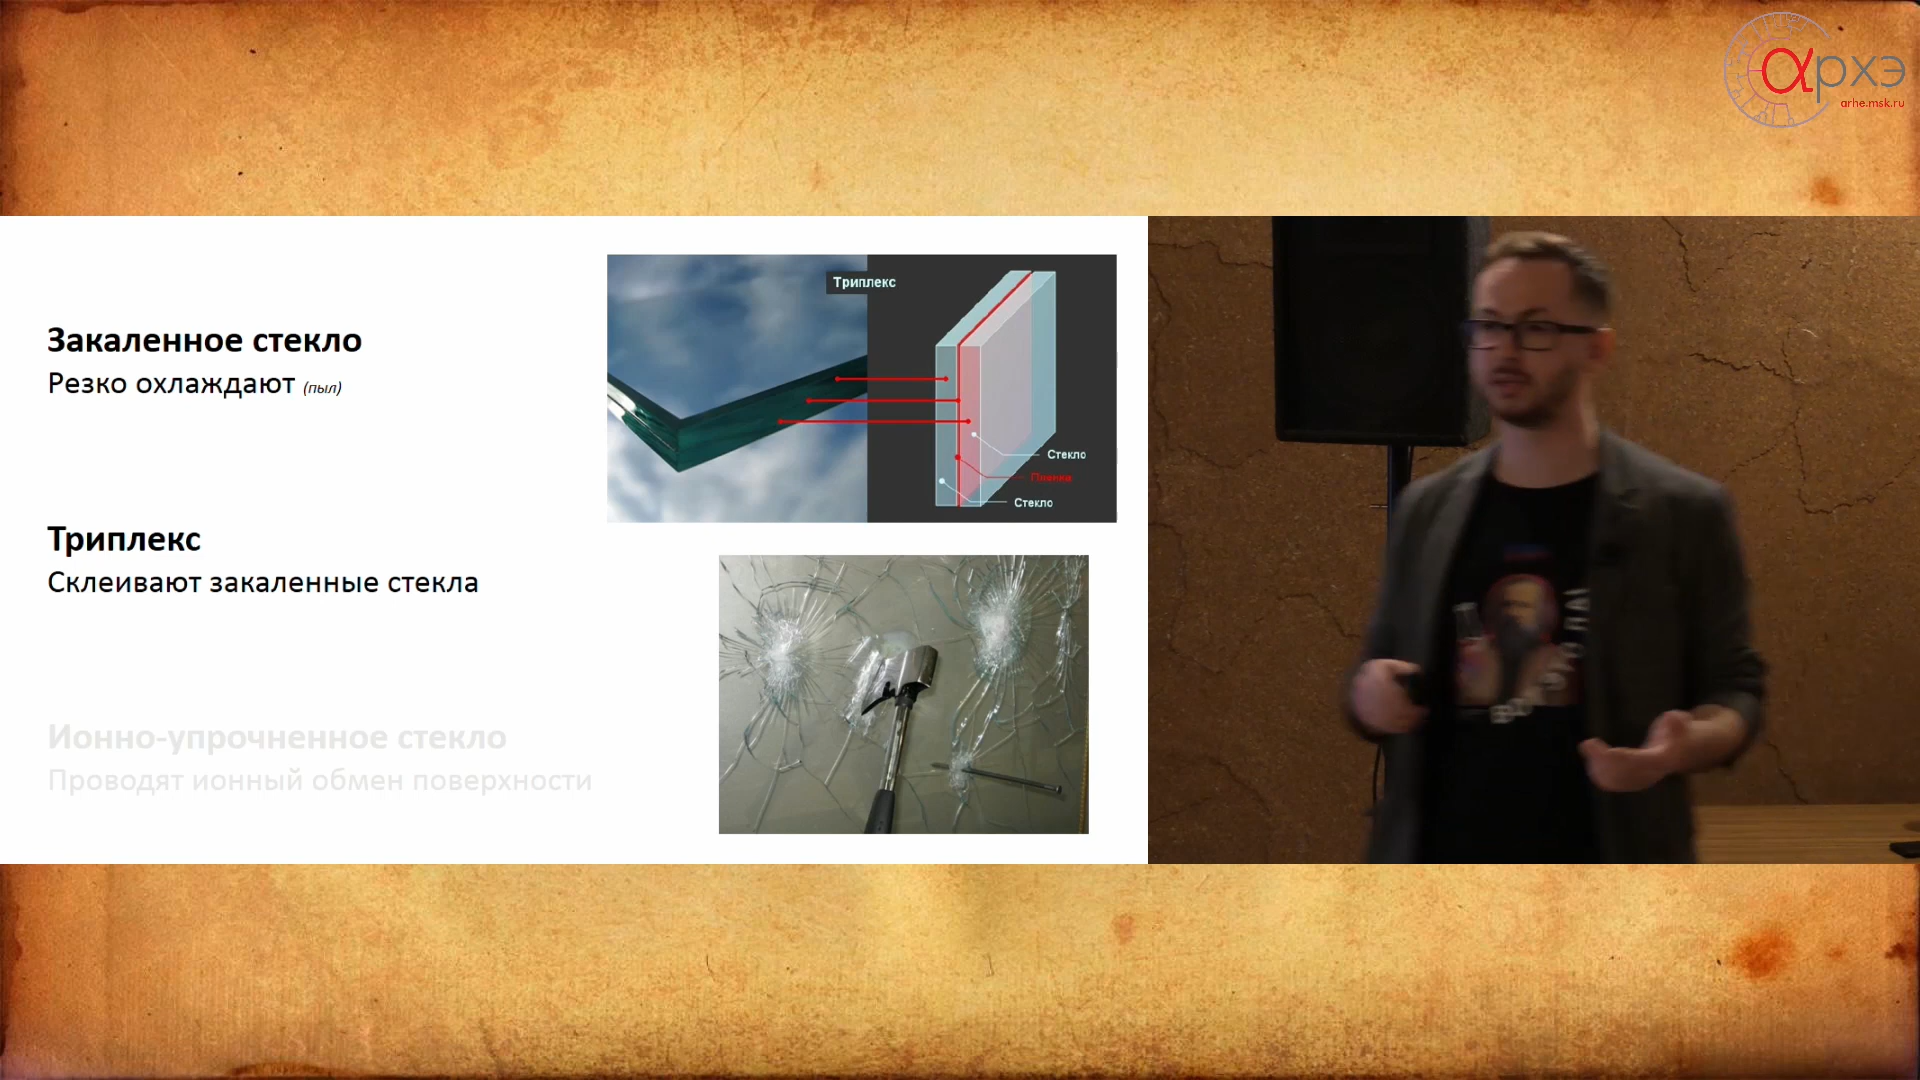 αрхэ
arhe.msk.ru
Закаленное стекло
Резко охлаждают (пыл)
Триплекс
Склеивают закаленные стекла
Ионно-упрочненное стекло
Проводят ионный обмен поверхности
Триплекс
Стекло
Пленка
Стекло